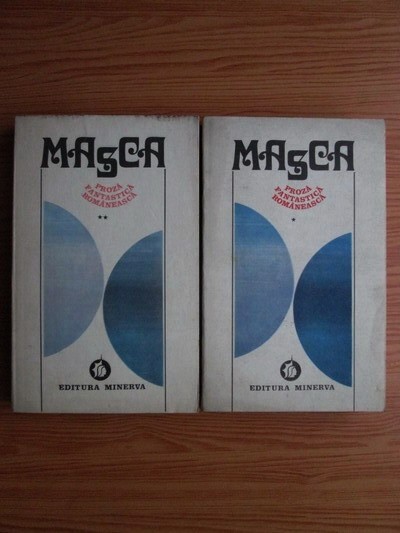 MASCA
PROZĂ
FANTASTICĂ
ROMÂNEASCĂ
**
EDITURA MINERVA
MASCA
PROZĂ
FANTASTICĂ
ROMÂNEASCĂ
*
EDITURA MINERVA